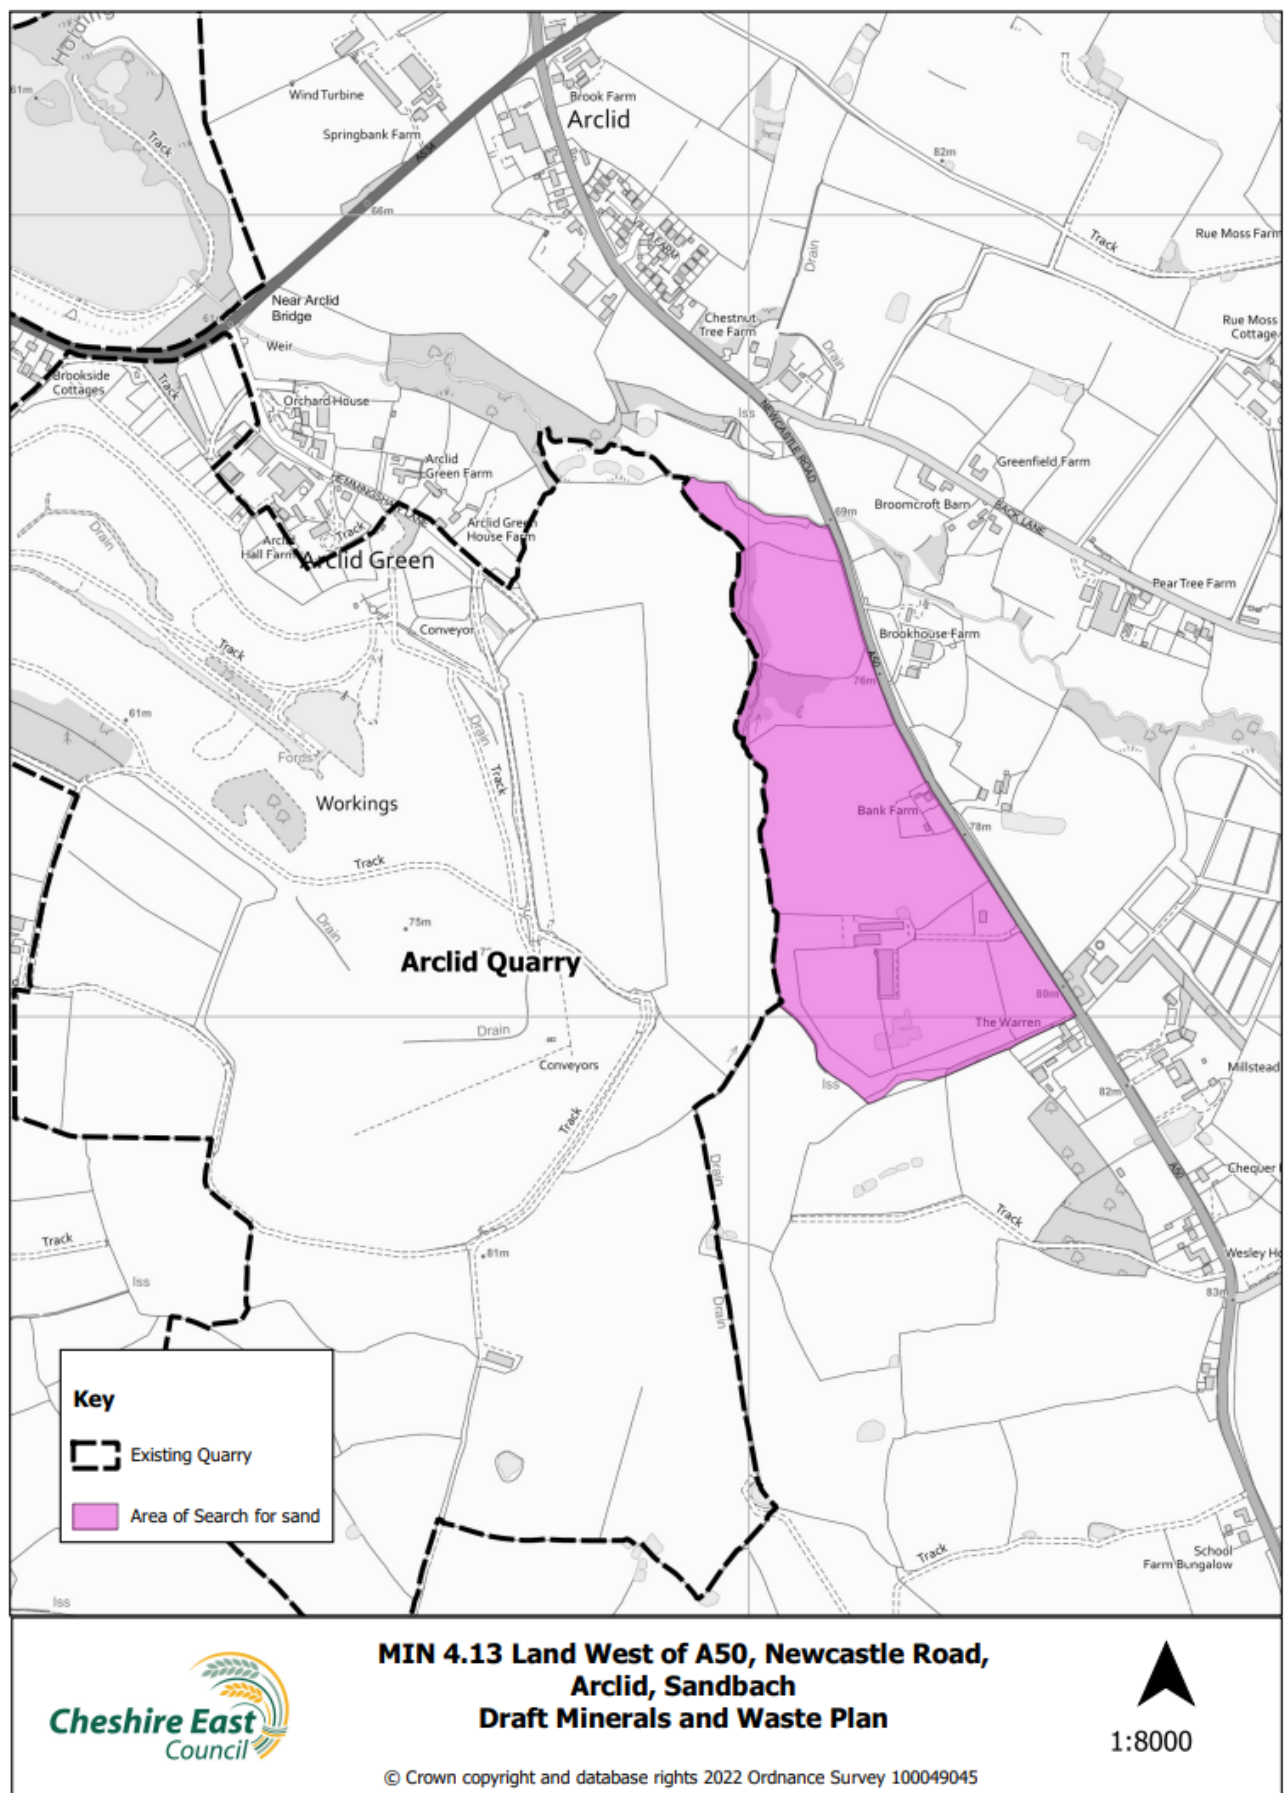 Holding
61m
Track
Wind Turbine
Springbank Farm
A534
66m
Brook Farm
Arclid
VILLA FARM
82m
Track
Rue Moss Farm
Drain
Near Arclid
Bridge
61m
Weir
Chestnut
Tree Farm
Drain
Rue Moss
Cottage
Brookside
Cottages
Track
Orchard House
Iss
NEWCASTLE ROAD
Arclid
Green Farm
HEMMINGSHAW LANE
Greenfield Farm
Broomcroft Barn
BACK LANE
69m
Arclid
Hall Farm
Track
Arclid Green
House Farm
Arclid Green
Drain
Pear Tree Farm
Conveyor
Brookhouse Farm
A50
76m
Track
61m
Drain
Track
Fords
Workings
Bank Farm
78m
Track
Drain
75m
Arclid Quarry
80m
The Warren
Drain
Conveyors
Iss
Millstead
Track
82m
Drain
A50
Chequer
Track
Track
81m
Wesley Ho
83m
Iss
Drain
Key
Existing Quarry
Area of Search for sand
Track
School
Farm Bungalow
Iss
Cheshire East
Council
MIN 4.13 Land West of A50, Newcastle Road,
Arclid, Sandbach
Draft Minerals and Waste Plan
1:8000
© Crown copyright and database rights 2022 Ordnance Survey 100049045